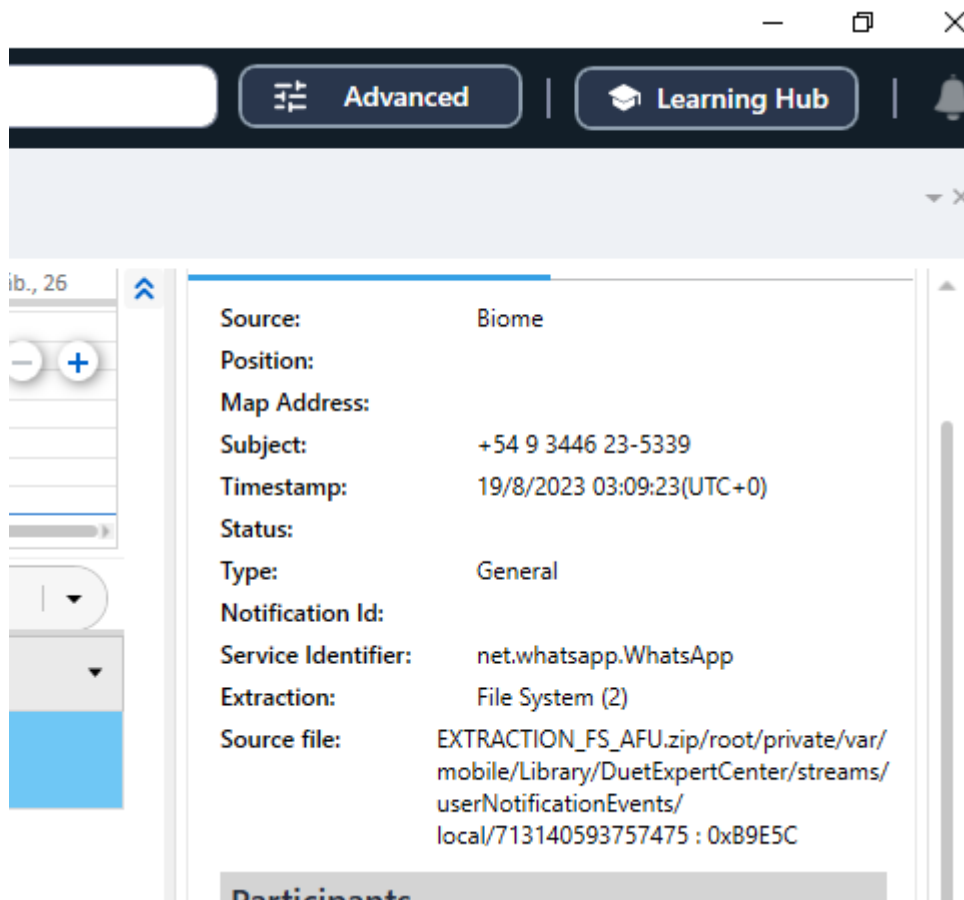 Advanced
Learning Hub
26
Source: Biome
Position:
Map Address:
Subject: +54 9 3446 23-5339
Timestamp: 19/8/2023 03:09:23(UTC+0)
Status:
Type: General
Notification Id:
Service Identifier: net.whatsapp.WhatsApp
Extraction: File System (2)
Source file: EXTRACTION_FS_AFU.zip/root/private/var/
mobile/Library/DuetExpertCenter/streams/
userNotificationEvents/
local/713140593757475 : 0xB9E5C
Participants